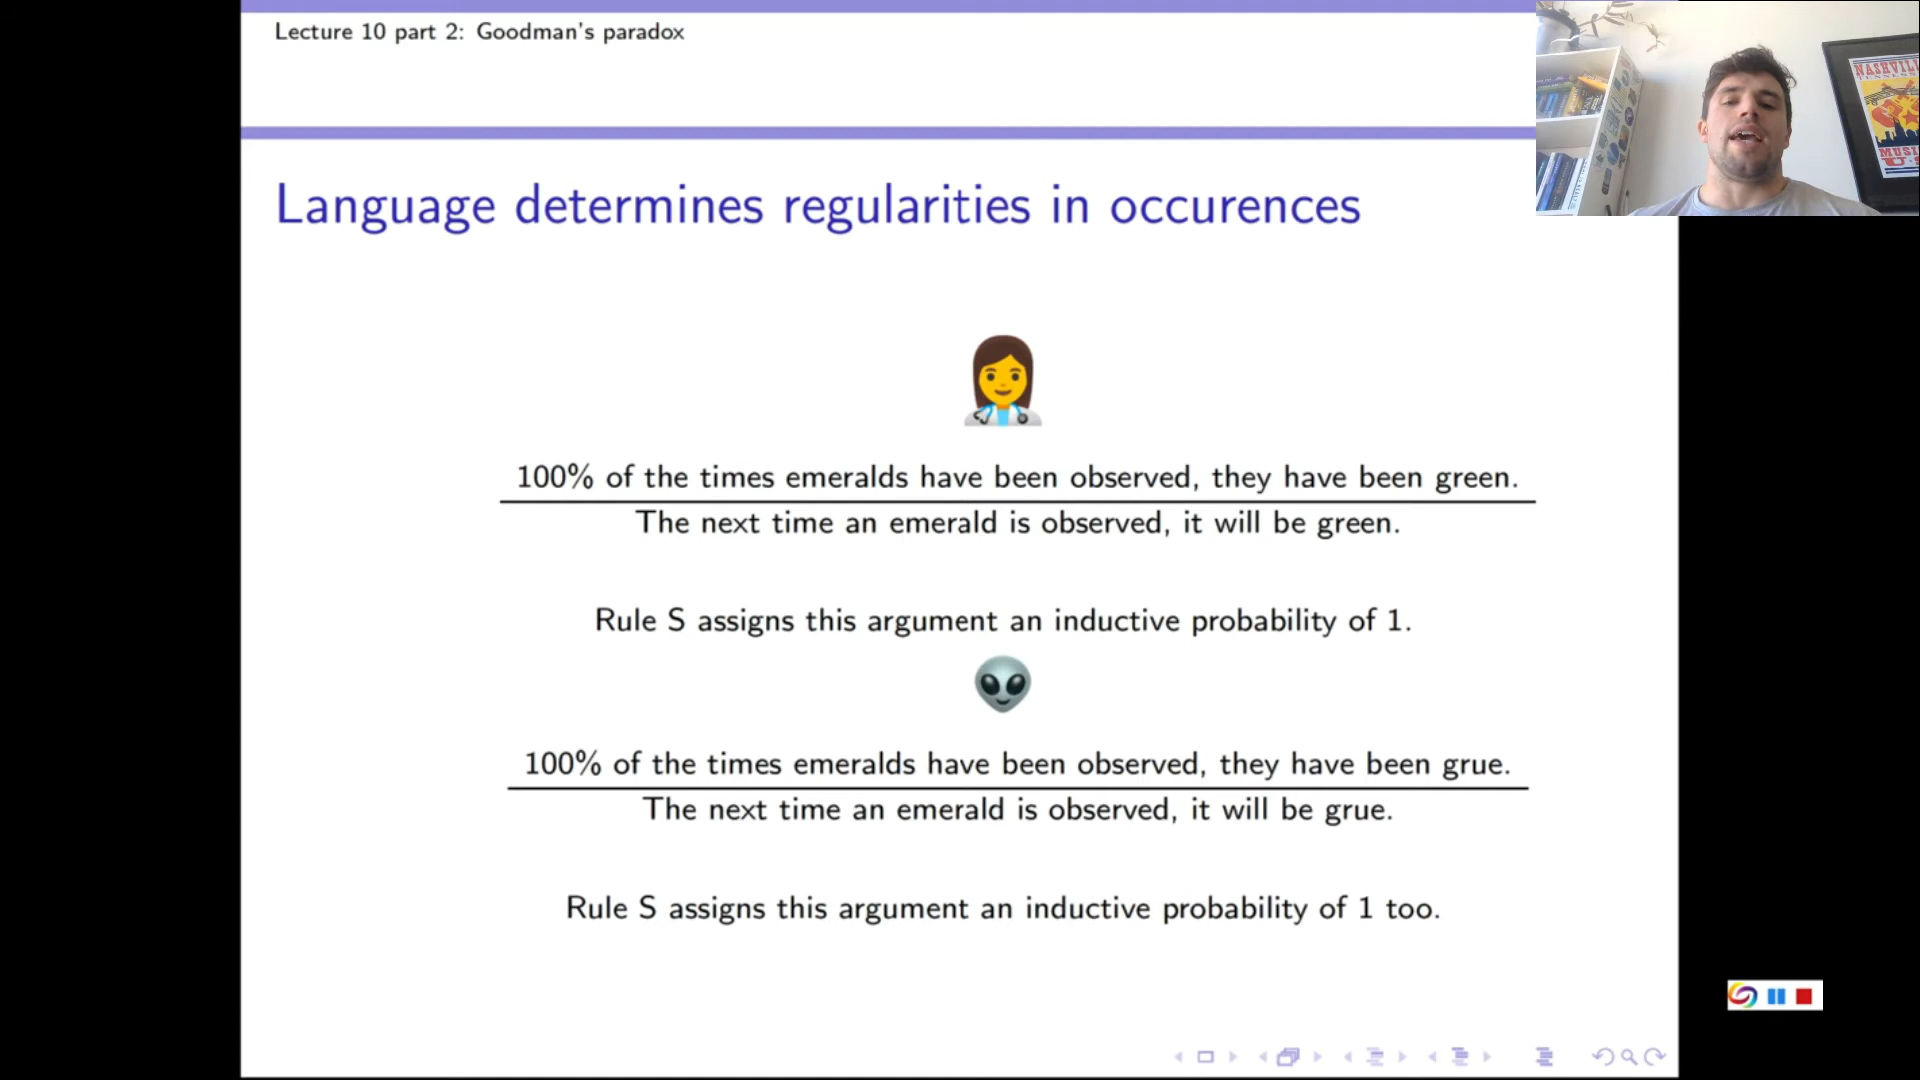 Lecture 10 part 2: Goodman's paradox
NASHVILL
TENNESS
MUSI
U.S
Language determines regularities in occurences
100% of the times emeralds have been observed, they have been green.
The next time an emerald is observed, it will be green.
Rule S assigns this argument an inductive probability of 1.
100% of the times emeralds have been observed, they have been grue.
The next time an emerald is observed, it will be grue.
Rule S assigns this argument an inductive probability of 1 too.